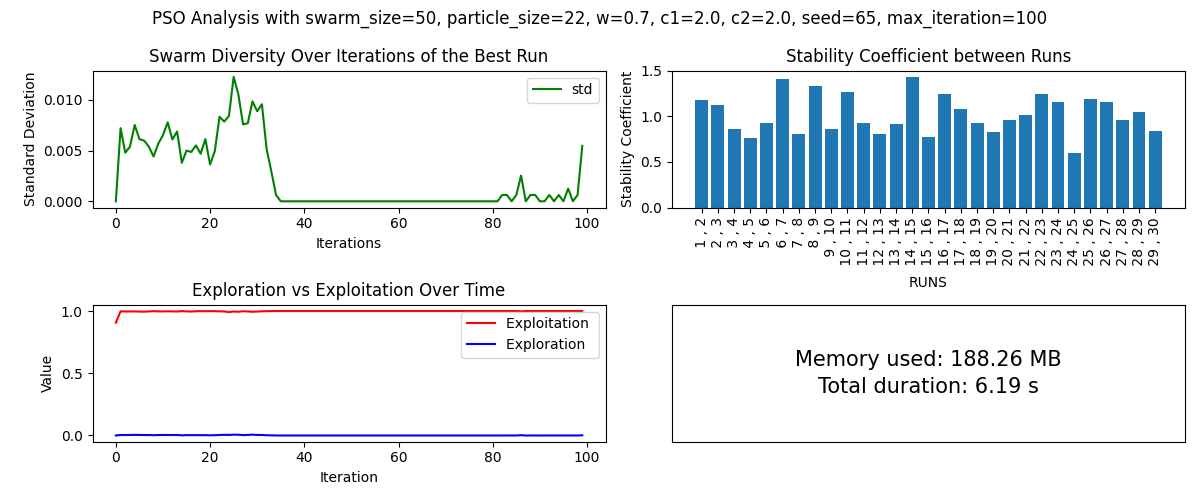 PSO Analysis with swarm_size=50, particle_size=22, w=0.7, c1=2.0, c2=2.0, seed=65, max_iteration=100
Swarm Diversity Over Iterations of the Best Run
Standard Deviation
0.010
0.005
0.000
std
0 20 40 60 80 100
Iterations
Stability Coefficient between Runs
Stability Coefficient
1.5
1.0
0.5
0.0
1 , 2
2 , 3
3 , 4
4 , 5
5 , 6
6 , 7
7 , 8
8 , 9
9 , 10
10 , 11
11 , 12
12 , 13
13 , 14
14 , 15
15 , 16
16 , 17
17 , 18
18 , 19
19 , 20
20 , 21
21 , 22
22 , 23
23 , 24
24 , 25
25 , 26
26 , 27
27 , 28
28 , 29
29 , 30
RUNS
Exploration vs Exploitation Over Time
Value
1.0
0.5
0.0
Exploitation
Exploration
0 20 40 60 80 100
Iteration
Memory used: 188.26 MB
Total duration: 6.19 s